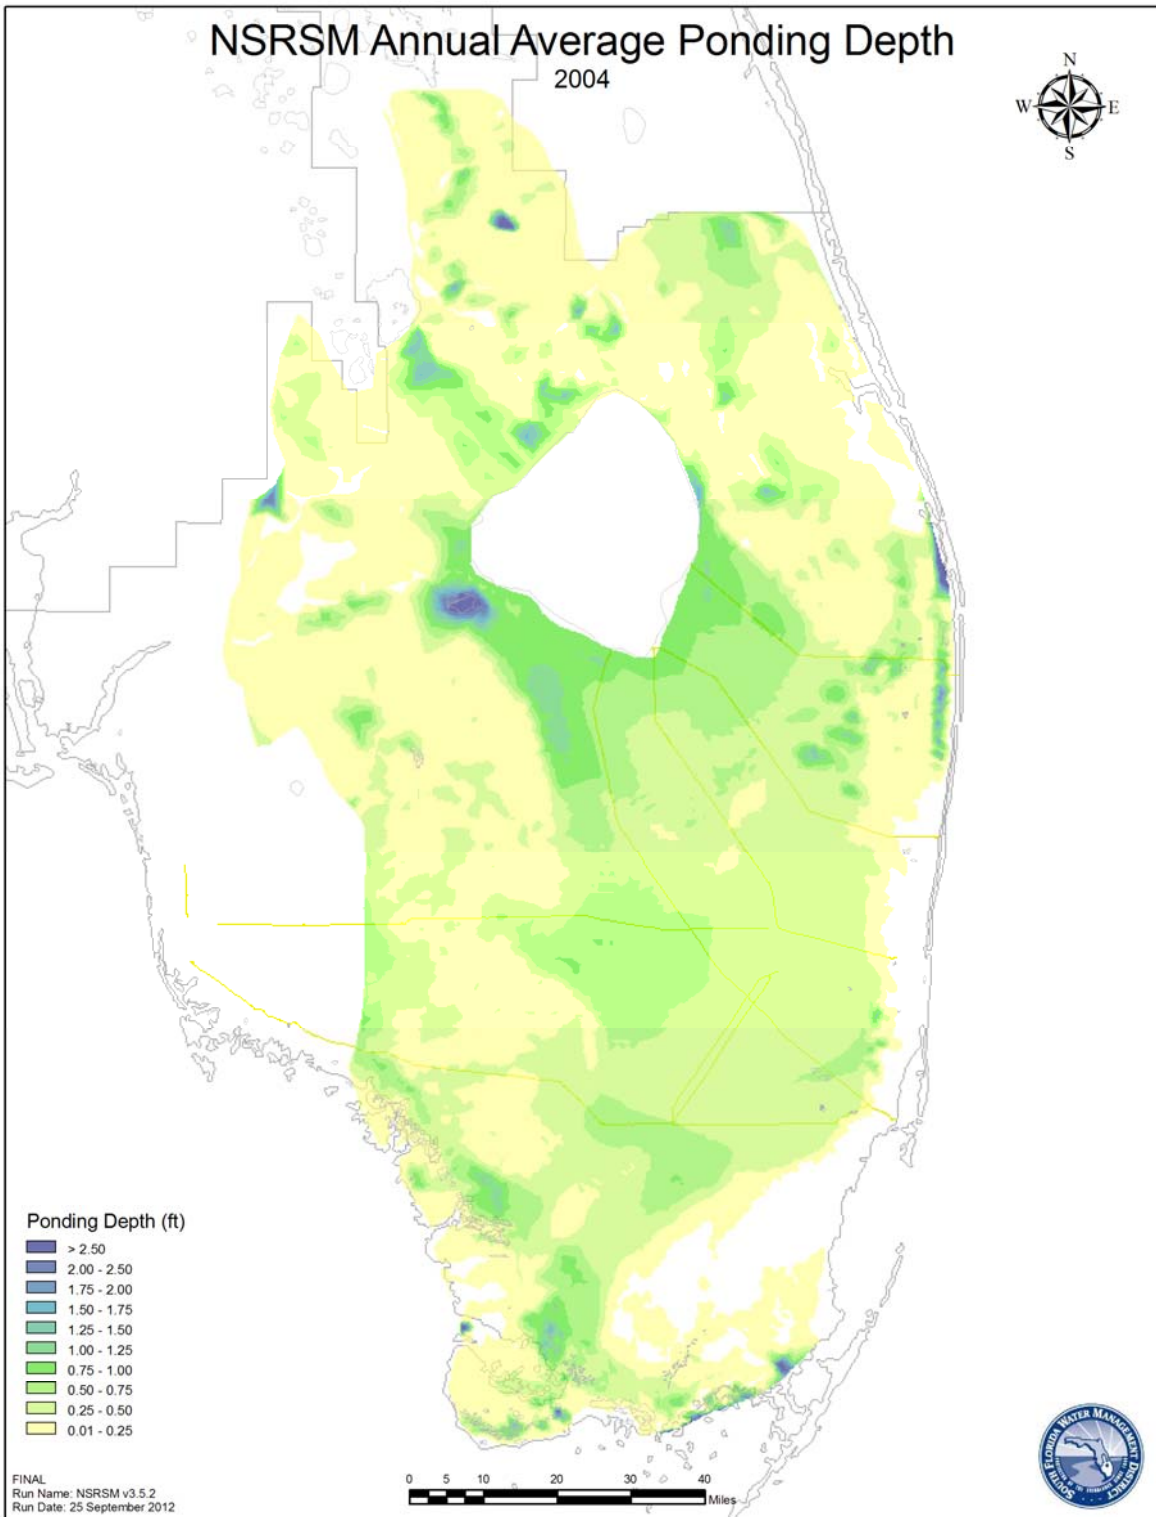 NSRSM Annual Average Ponding Depth
2004
N
W
E
S
Ponding Depth (ft)
> 2.50
2.00 - 2.50
1.75 - 2.00
1.50 - 1.75
1.25 - 1.50
1.00 - 1.25
0.75 - 1.00
0.50 - 0.75
0.25 - 0.50
0.01 - 0.25
FINAL
Run Name: NSRSM v3.5.2
Run Date: 25 September 2012
0 5 10 20 30 40
Miles
SOUTH FLORIDA WATER MANAGEMENT DISTRICT